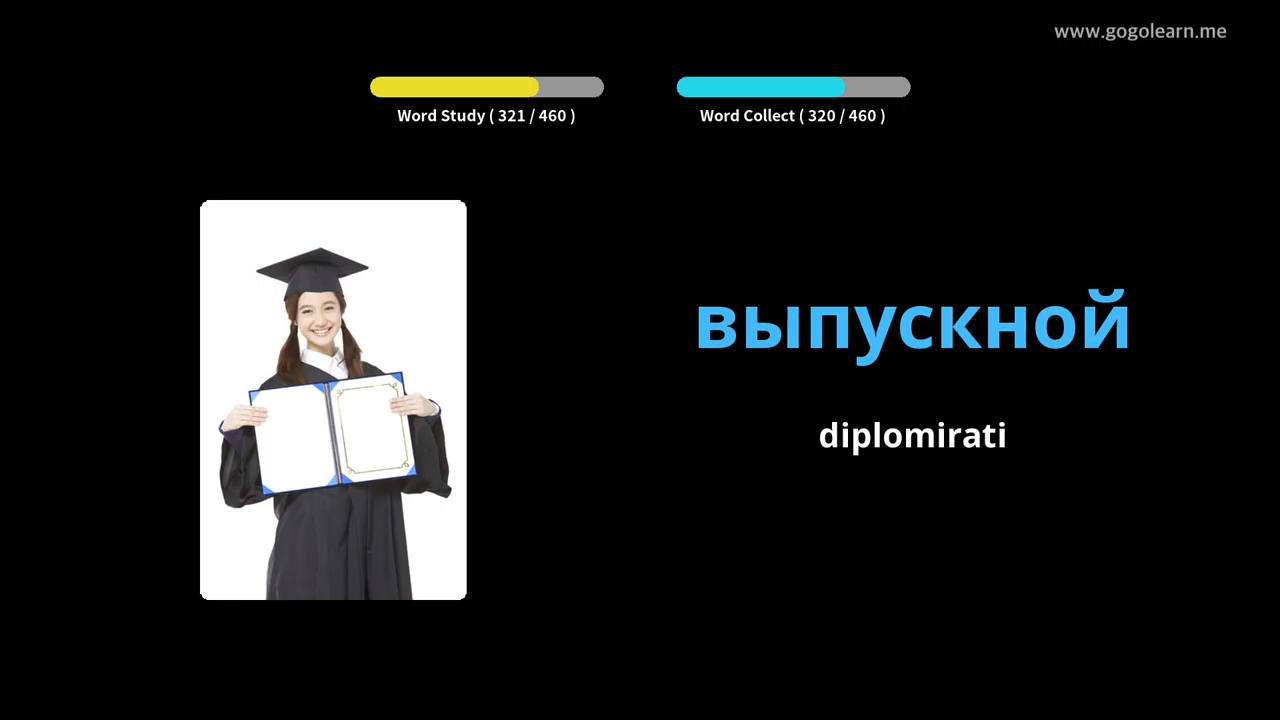 www.gogolearn.me
Word Study ( 321 / 460 )
Word Collect ( 320 / 460 )
выпускной
diplomirati